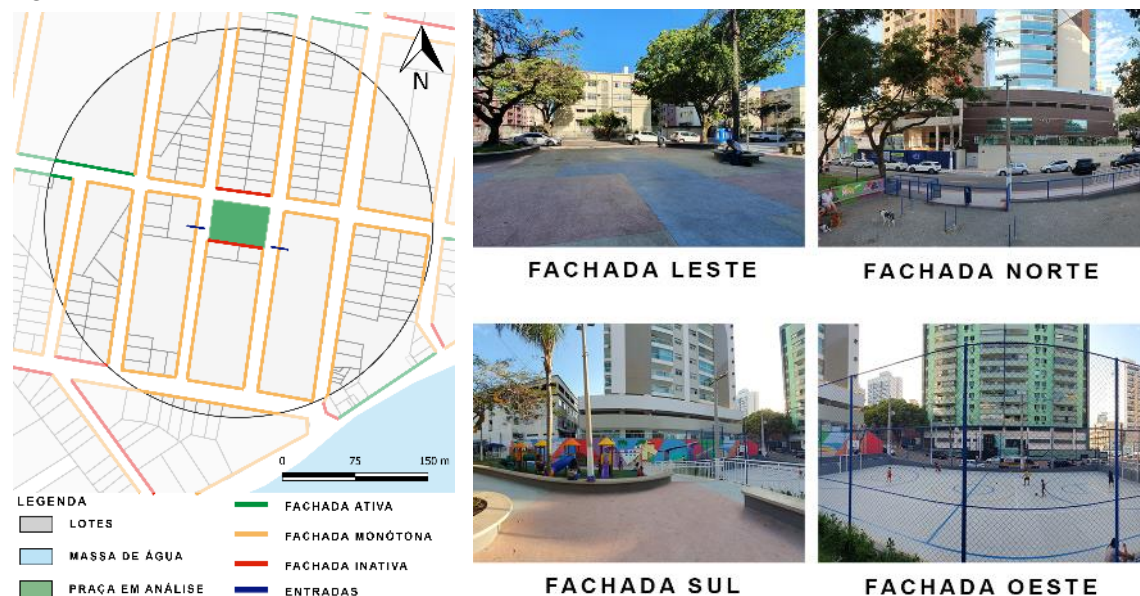 N
0 75 150 m
LEGENDA
LOTES
MASSA DE ÁGUA
PRAÇA EM ANÁLISE
FACHADA ATIVA
FACHADA MONÓTONA
FACHADA INATIVA
ENTRADAS
FACHADA LESTE
FACHADA NORTE
FACHADA SUL
FACHADA OESTE